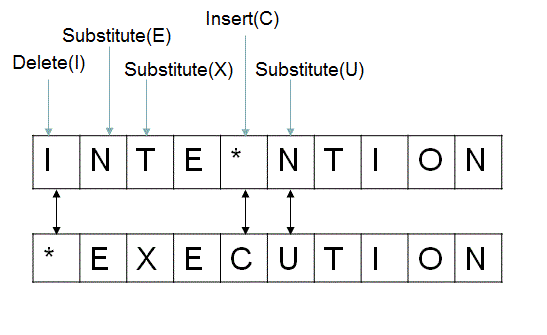 Insert(C)
Substitute(E)
Delete(I) Substitute(X) Substitute(U)
I N T E * N T I O N
* E X E C U T I O N